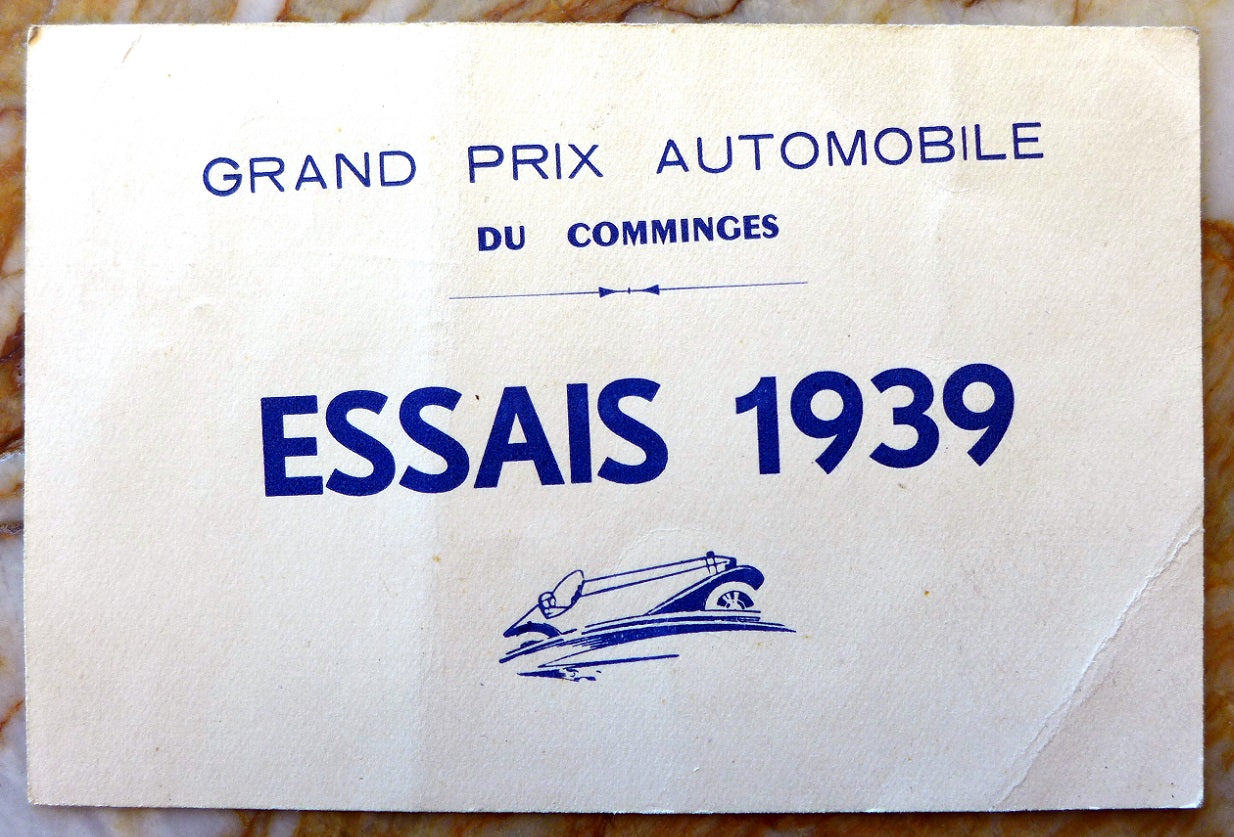 GRAND PRIX AUTOMOBILE
DU COMMINGES
ESSAIS 1939